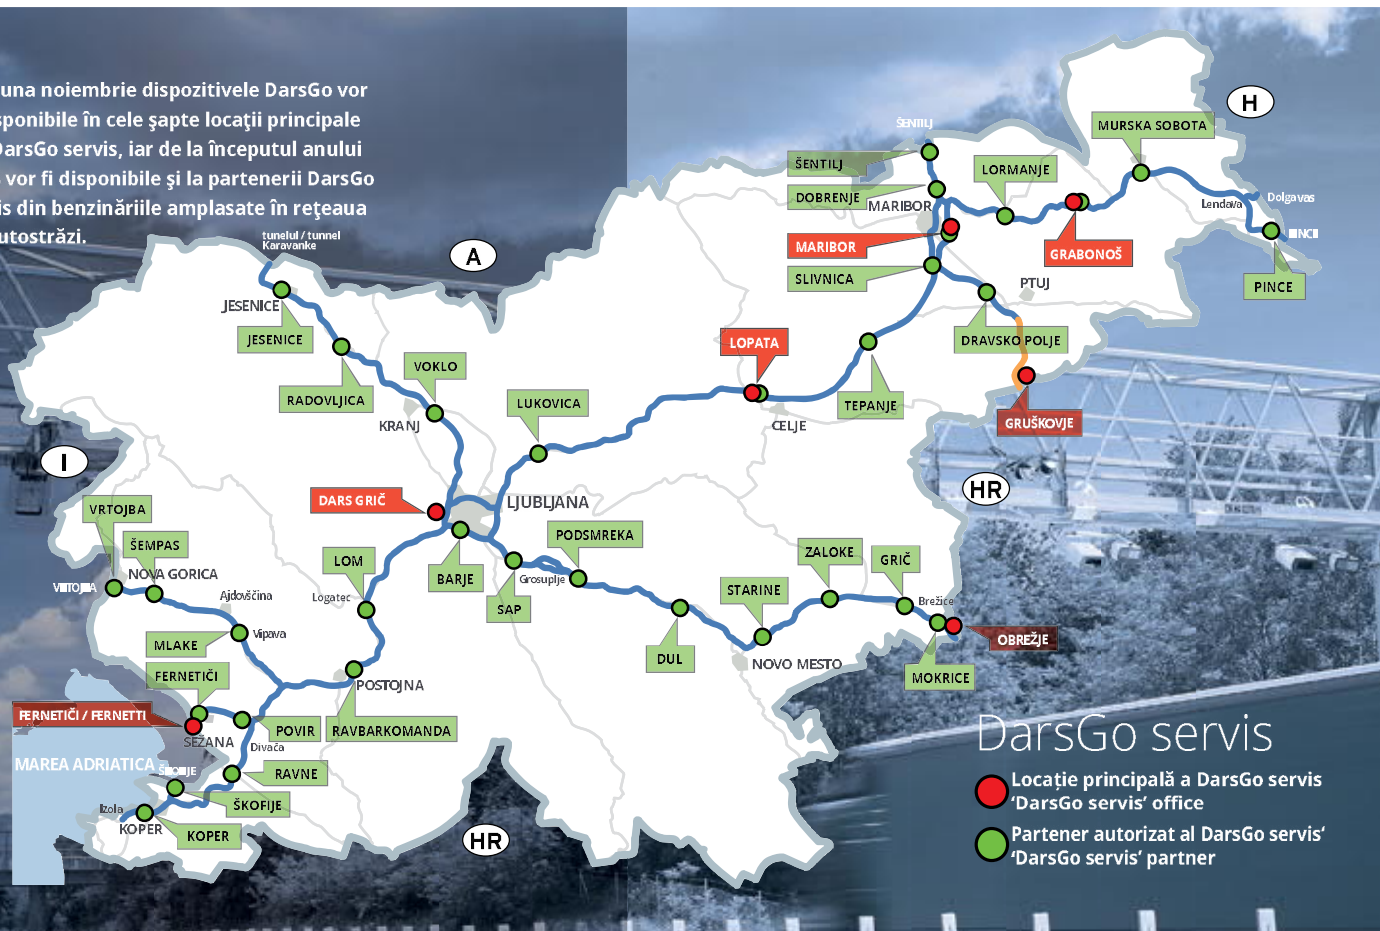 una noiembrie dispozitivele DarsGo vor
sponibile în cele șapte locații principale
DarsGo servis, iar de la începutul anului
vor fi disponibile și la partenerii DarsGo
is din benzinăriile amplasate în rețeaua
utostrăzi.
tunelul / tunnel
Karavanke
A
H
I
HR
HR
ŠENTILJ
ŠENTILJ
DOBRENJE
MARIBOR
MARIBOR
SLIVNICA
LORMANJE
MURSKA SOBOTA
GRABONOŠ
Lendava
Dolga vas
PINCE
PTUJ
DRAVSKO POLJE
GRUŠKOVJE
JESENICE
JESENICE
RADOVLJICA
VOKLO
KRANJ
LUKOVICA
LOPATA
CELJE
TEPANJE
DARS GRIČ
LJUBLJANA
VRTOJBA
ŠEMPAS
NOVA GORICA
Ajdovščina
Vipava
MLAKE
FERNETIČI
FERNETIČI / FERNETTI
SEŽANA
POVIR
Divača
RAVNE
ŠKOFIJE
Izola
KOPER
KOPER
MAREA ADRIATICA
LOM
Logatec
BARJE
SAP
Grosuplje
PODSMREKA
POSTOJNA
RAVBARKOMANDA
DUL
STARINE
NOVO MESTO
ZALOKE
GRIČ
Brežice
MOKRICE
OBREŽJE
DarsGo servis
Locație principală a DarsGo servis
‘DarsGo servis’ office
Partener autorizat al DarsGo servis‘
‘DarsGo servis’ partner